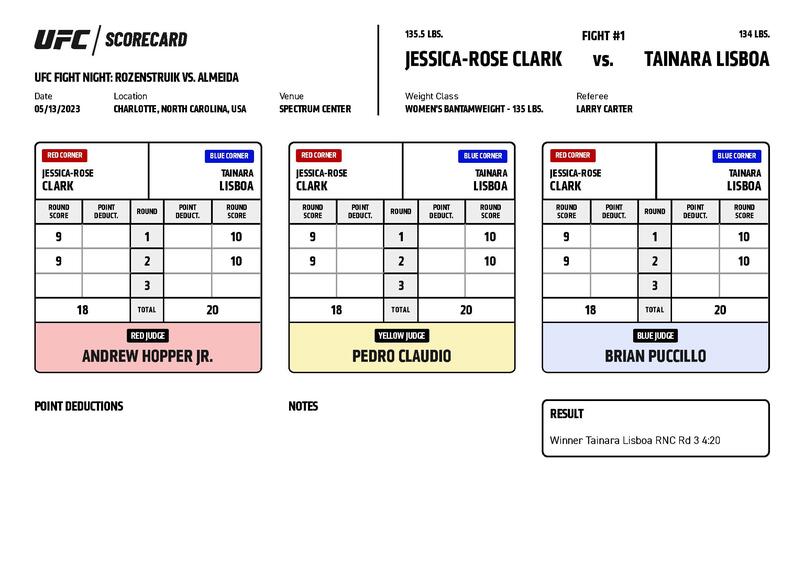 UFC SCORECARD
UFC FIGHT NIGHT: ROZENSTRUIK VS. ALMEIDA
Date Location Venue
05/13/2023 CHARLOTTE, NORTH CAROLINA, USA SPECTRUM CENTER
135.5 LBS. FIGHT #1 134 LBS.
JESSICA-ROSE CLARK vs. TAINARA LISBOA
Weight Class Referee
WOMEN'S BANTAMWEIGHT - 135 LBS. LARRY CARTER
RED CORNER BLUE CORNER
JESSICA-ROSE TAINARA
CLARK LISBOA
ROUND POINT ROUND POINT ROUND
SCORE DEDUCT. DEDUCT. SCORE
9 1 10
9 2 10
3
18 TOTAL 20
RED JUDGE
ANDREW HOPPER JR.
RED CORNER BLUE CORNER
JESSICA-ROSE TAINARA
CLARK LISBOA
ROUND POINT ROUND POINT ROUND
SCORE DEDUCT. DEDUCT. SCORE
9 1 10
9 2 10
3
18 TOTAL 20
YELLOW JUDGE
PEDRO CLAUDIO
RED CORNER BLUE CORNER
JESSICA-ROSE TAINARA
CLARK LISBOA
ROUND POINT ROUND POINT ROUND
SCORE DEDUCT. DEDUCT. SCORE
9 1 10
9 2 10
3
18 TOTAL 20
BLUE JUDGE
BRIAN PUCCILLO
POINT DEDUCTIONS
NOTES
RESULT
Winner Tainara Lisboa RNC Rd 3 4:20